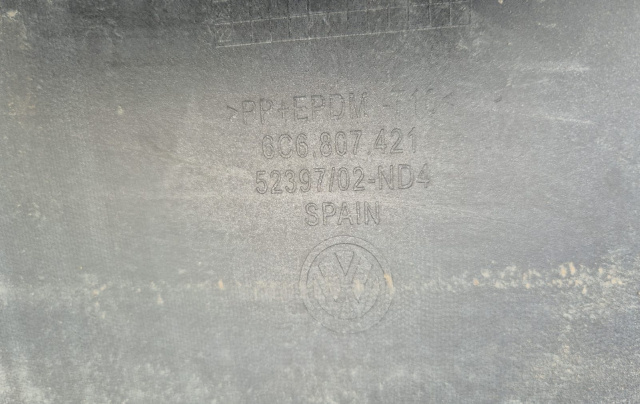 >PP+EPDM -T10<
6C6.807.421
52397/02-ND4
SPAIN